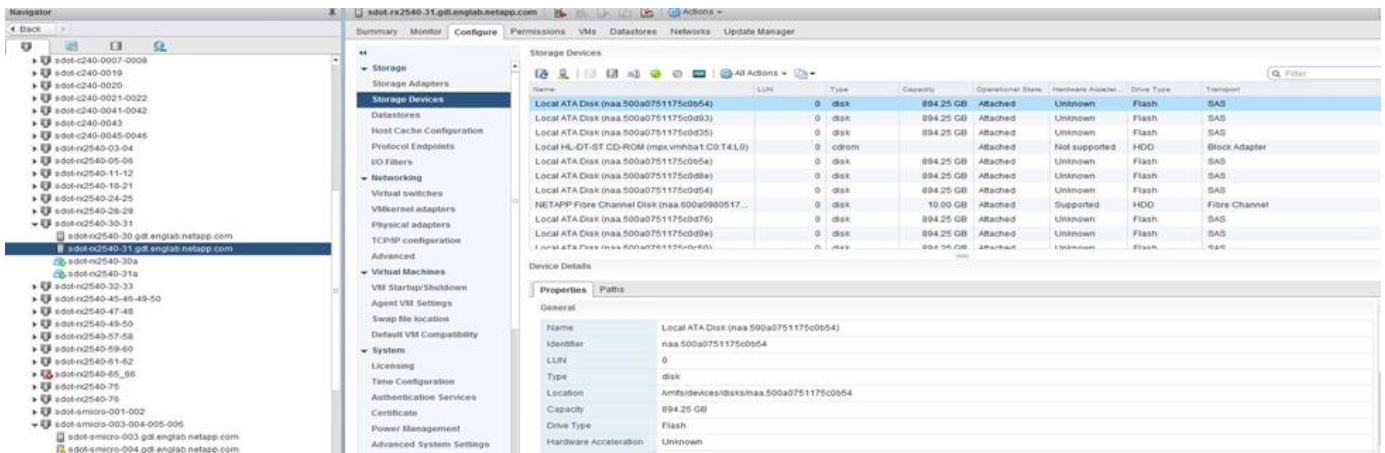 Navigator
Back
sdot-c240-0007-0008
sdot-c240-0019
sdot-c240-0020
sdot-c240-0021-0022
sdot-c240-0041-0042
sdot-c240-0043
sdot-c240-0045-0046
sdot-rx2540-03-04
sdot-rx2540-05-06
sdot-rx2540-11-12
sdot-rx2540-18-21
sdot-rx2540-24-25
sdot-rx2540-28-29
sdot-rx2540-30-31
sdot-rx2540-30.gdl.englab.netapp.com
sdot-rx2540-31.gdl.englab.netapp.com
sdot-rx2540-30a
sdot-rx2540-31a
sdot-rx2540-32-33
sdot-rx2540-45-46-49-50
sdot-rx2540-47-48
sdot-rx2540-49-50
sdot-rx2540-57-58
sdot-rx2540-59-60
sdot-rx2540-61-62
sdot-rx2540-65_66
sdot-rx2540-75
sdot-rx2540-76
sdot-smicro-001-002
sdot-smicro-003-004-005-006
sdot-smicro-003.gdl.englab.netapp.com
sdot-smicro-004.gdl.englab.netapp.com
sdot-rx2540-31.gdl.englab.netapp.com Actions
Summary Monitor Configure Permissions VMs Datastores Networks Update Manager
Storage
Storage Adapters
Storage Devices
Datastores
Host Cache Configuration
Protocol Endpoints
I/O Filters
Networking
Virtual switches
VMkernel adapters
Physical adapters
TCP/IP configuration
Advanced
Virtual Machines
VM Startup/Shutdown
Agent VM Settings
Swap file location
Default VM Compatibility
System
Licensing
Time Configuration
Authentication Services
Certificate
Power Management
Advanced System Settings
Storage Devices
All Actions Filter
Name LUN Type Capacity Operational State Hardware Acceler... Drive Type Transport
Local ATA Disk (naa.500a0751175c0b54) 0 disk 894.25 GB Attached Unknown Flash SAS
Local ATA Disk (naa.500a0751175c0d93) 0 disk 894.25 GB Attached Unknown Flash SAS
Local ATA Disk (naa.500a0751175c0d35) 0 disk 894.25 GB Attached Unknown Flash SAS
Local HL-DT-ST CD-ROM (mpx.vmhba1:C0:T4:L0) 0 cdrom Attached Not supported HDD Block Adapter
Local ATA Disk (naa.500a0751175c0b5e) 0 disk 894.25 GB Attached Unknown Flash SAS
Local ATA Disk (naa.500a0751175c0d8e) 0 disk 894.25 GB Attached Unknown Flash SAS
Local ATA Disk (naa.500a0751175c0d54) 0 disk 894.25 GB Attached Unknown Flash SAS
NETAPP Fibre Channel Disk (naa.600a0980517... 0 disk 10.00 GB Attached Supported HDD Fibre Channel
Local ATA Disk (naa.500a0751175c0d76) 0 disk 894.25 GB Attached Unknown Flash SAS
Local ATA Disk (naa.500a0751175c0d9e) 0 disk 894.25 GB Attached Unknown Flash SAS
Local ATA Disk 0 disk 894.25 GB Attached Unknown Flash SAS
Device Details
Properties Paths
General
Name Local ATA Disk (naa.500a0751175c0b54)
Identifier naa.500a0751175c0b54
LUN 0
Type disk
Location /vmfs/devices/disks/naa.500a0751175c0b54
Capacity 894.25 GB
Drive Type Flash
Hardware Acceleration Unknown